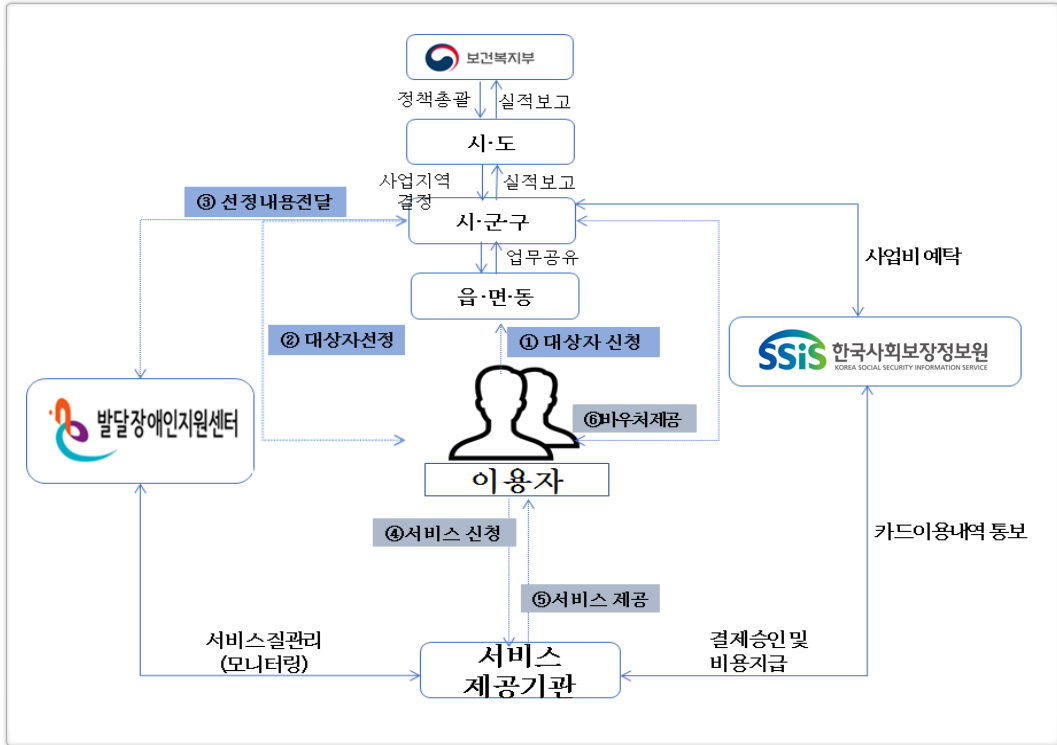 보건복지부
정책총괄
실적보고
시·도
사업지역
결정
실적보고
③ 선정내용전달
시·군·구
사업비 예탁
업무공유
읍·면·동
② 대상자선정
① 대상자 신청
SSiS 한국사회보장정보원
KOREA SOCIAL SECURITY INFORMATION SERVICE
발달장애인지원센터
⑥바우처제공
이용자
④서비스 신청
카드이용내역 통보
⑤서비스 제공
서비스질관리
(모니터링)
결제승인 및
비용지급
서비스
제공기관